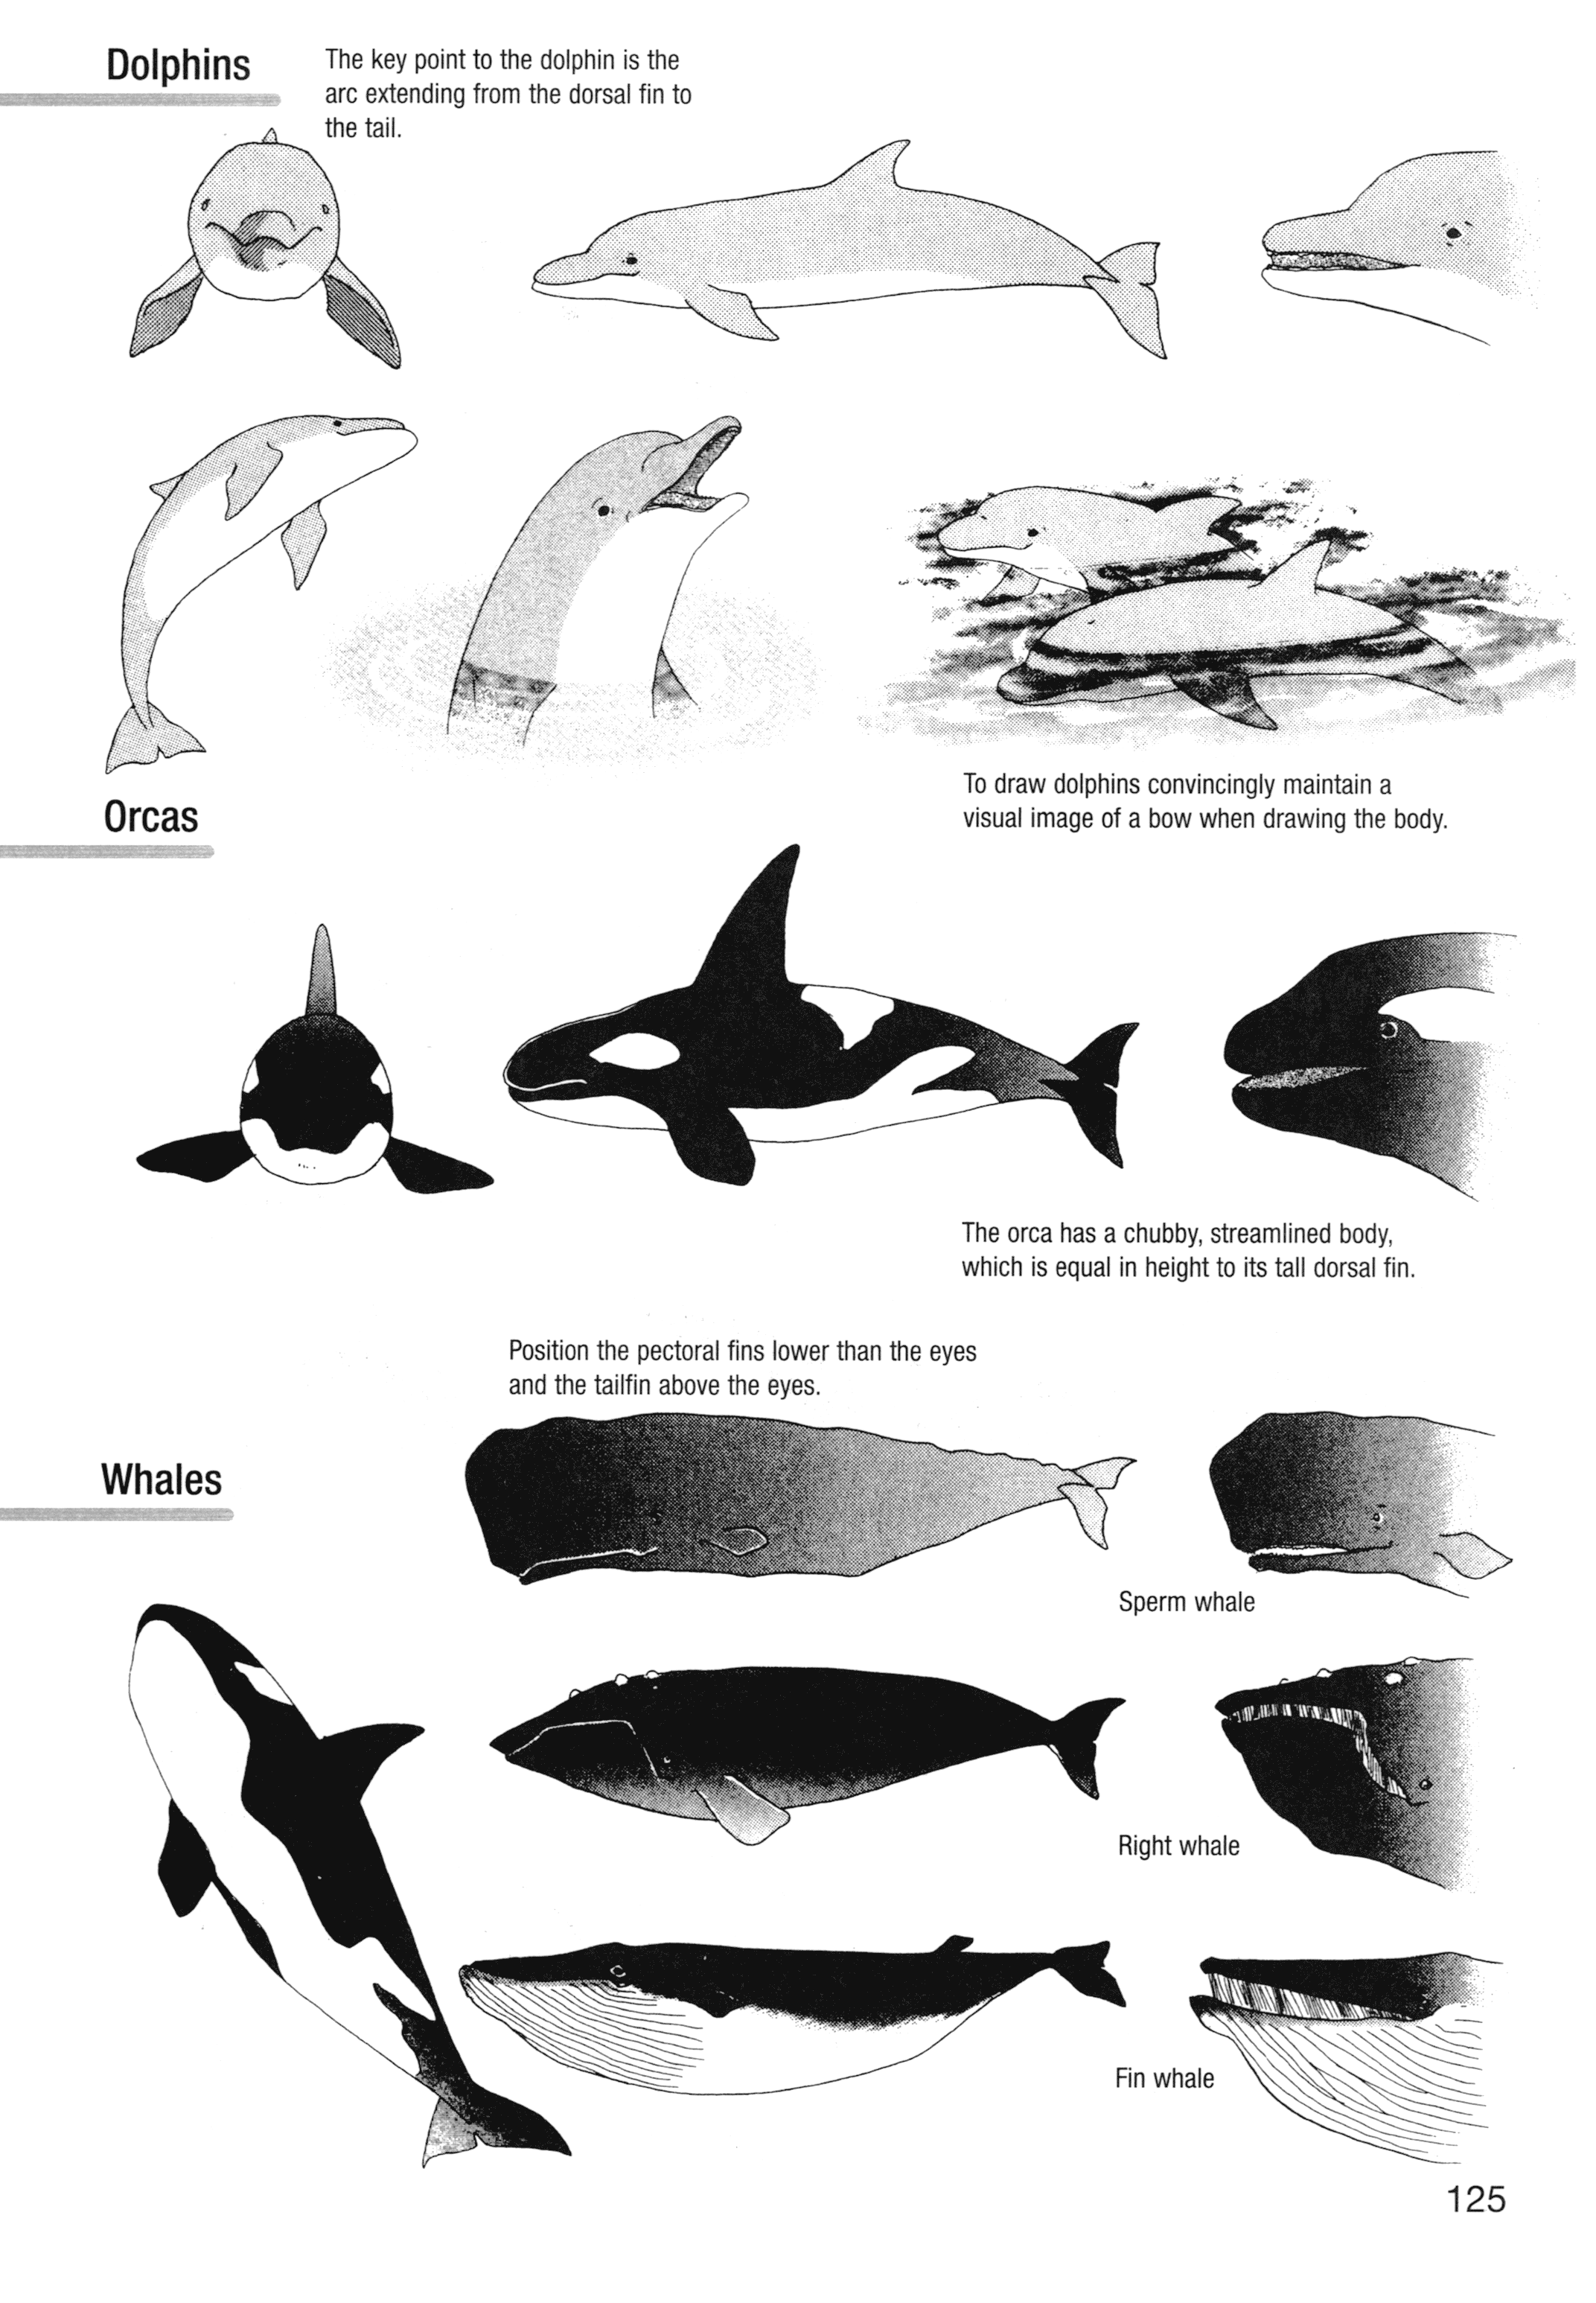 Dolphins
The key point to the dolphin is the
arc extending from the dorsal fin to
the tail.
To draw dolphins convincingly maintain a
visual image of a bow when drawing the body.
Orcas
The orca has a chubby, streamlined body,
which is equal in height to its tall dorsal fin.
Position the pectoral fins lower than the eyes
and the tailfin above the eyes.
Whales
Sperm whale
Right whale
Fin whale
125